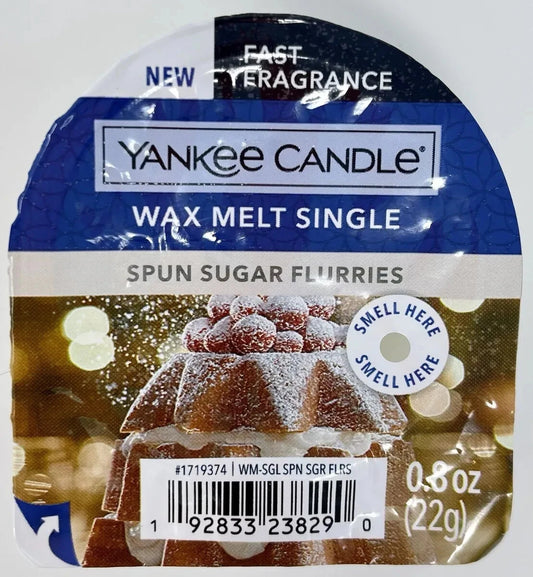 NEW
FAST
FRAGRANCE
YANKEE CANDLE®
WAX MELT SINGLE
SPUN SUGAR FLURRIES
SMELL HERE
SMELL HERE
#1719374 | WM-SGL SPN SGR FLRS
0.8 oz
(22g)
1 92833 23829 0